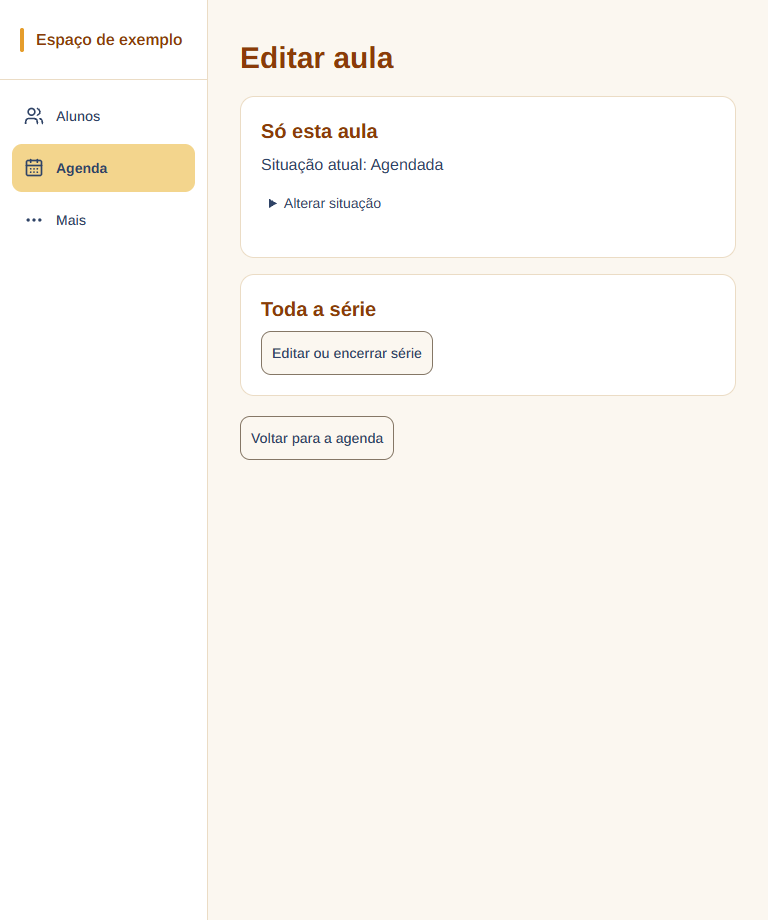 Espaço de exemplo
Alunos
Agenda
Mais
Editar aula
Só esta aula
Situação atual: Agendada
Alterar situação
Toda a série
Editar ou encerrar série
Voltar para a agenda